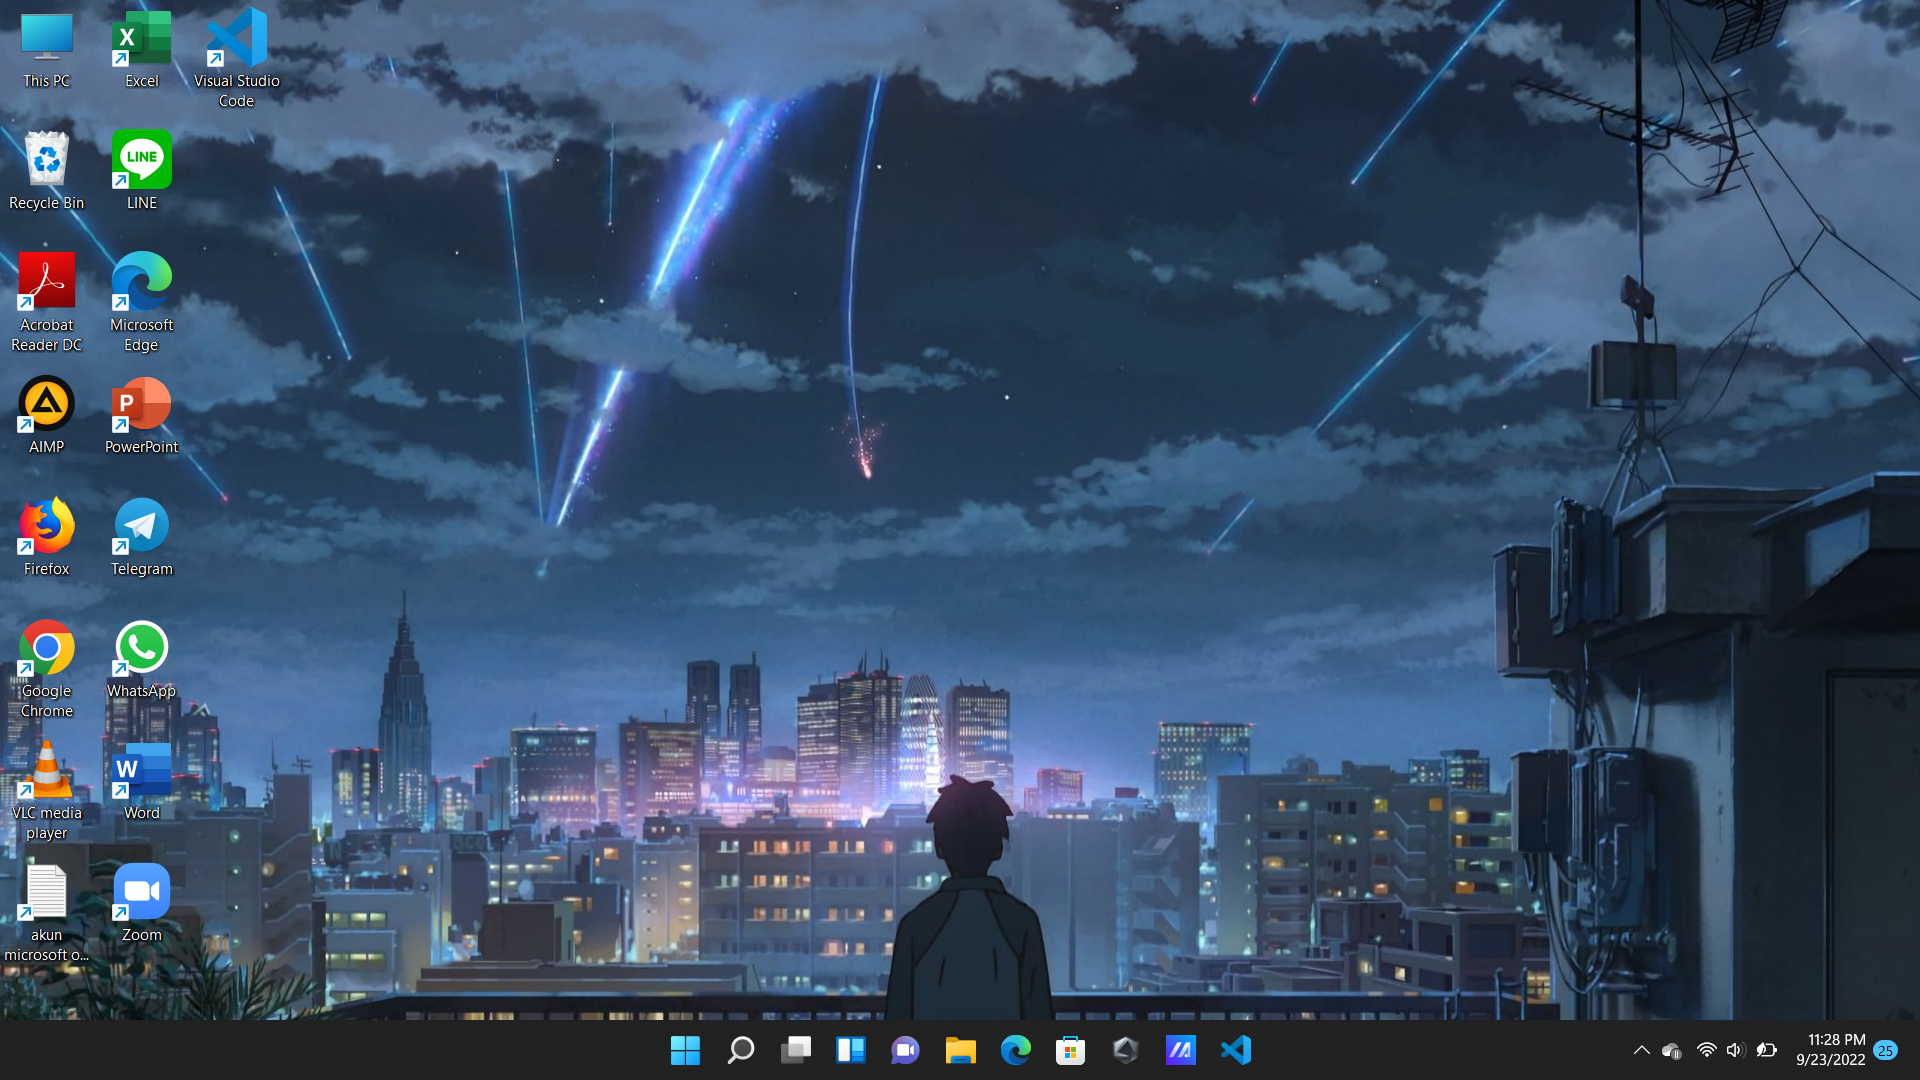 This PC
Excel
Visual Studio
Code
Recycle Bin
LINE
LINE
Acrobat
Reader DC
Microsoft
Edge
AIMP
P
PowerPoint
Firefox
Telegram
Google
Chrome
WhatsApp
VLC media
player
W
Word
akun
microsoft o...
Zoom
X
11:28 PM
9/23/2022
25